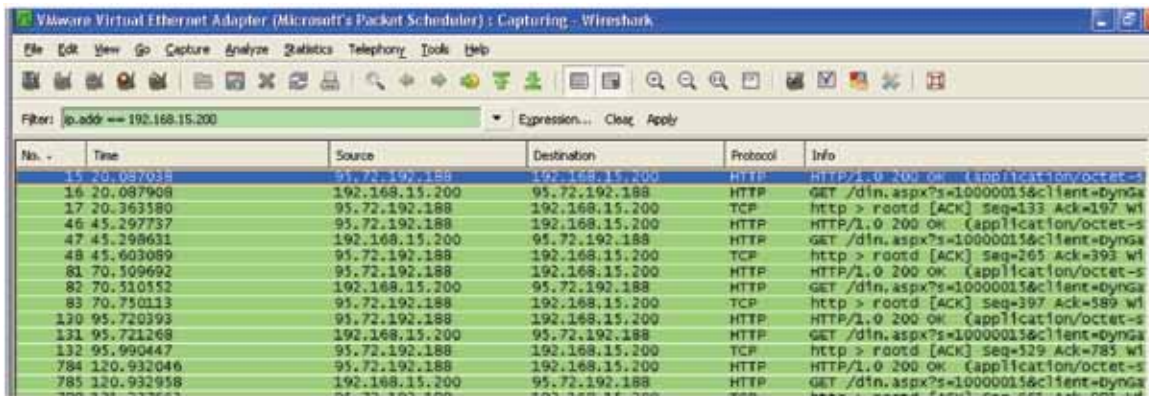 VMware Virtual Ethernet Adapter (Microsoft's Packet Scheduler) : Capturing - Wireshark
File Edit View Go Capture Analyze Statistics Telephony Tools Help
Filter: ip.addr == 192.168.15.200 Expression... Clear Apply
No. - Time Source Destination Protocol Info
15 20.087038 95.72.192.188 192.168.15.200 HTTP HTTP/1.0 200 OK (application/octet-s
16 20.087908 192.168.15.200 95.72.192.188 HTTP GET /din.aspx?s=10000015&client=DynGa
17 20.363580 95.72.192.188 192.168.15.200 TCP http > rootd [ACK] Seq=133 Ack=197 Wi
46 45.297737 95.72.192.188 192.168.15.200 HTTP HTTP/1.0 200 OK (application/octet-s
47 45.298631 192.168.15.200 95.72.192.188 HTTP GET /din.aspx?s=10000015&client=DynGa
48 45.603089 95.72.192.188 192.168.15.200 TCP http > rootd [ACK] Seq=265 Ack=393 Wi
81 70.509692 95.72.192.188 192.168.15.200 HTTP HTTP/1.0 200 OK (application/octet-s
82 70.510552 192.168.15.200 95.72.192.188 HTTP GET /din.aspx?s=10000015&client=DynGa
83 70.750113 95.72.192.188 192.168.15.200 TCP http > rootd [ACK] Seq=397 Ack=589 Wi
130 95.720393 95.72.192.188 192.168.15.200 HTTP HTTP/1.0 200 OK (application/octet-s
131 95.721268 192.168.15.200 95.72.192.188 HTTP GET /din.aspx?s=10000015&client=DynGa
132 95.990447 95.72.192.188 192.168.15.200 TCP http > rootd [ACK] Seq=529 Ack=785 Wi
784 120.932046 95.72.192.188 192.168.15.200 HTTP HTTP/1.0 200 OK (application/octet-s
785 120.932958 192.168.15.200 95.72.192.188 HTTP GET /din.aspx?s=10000015&client=DynGa